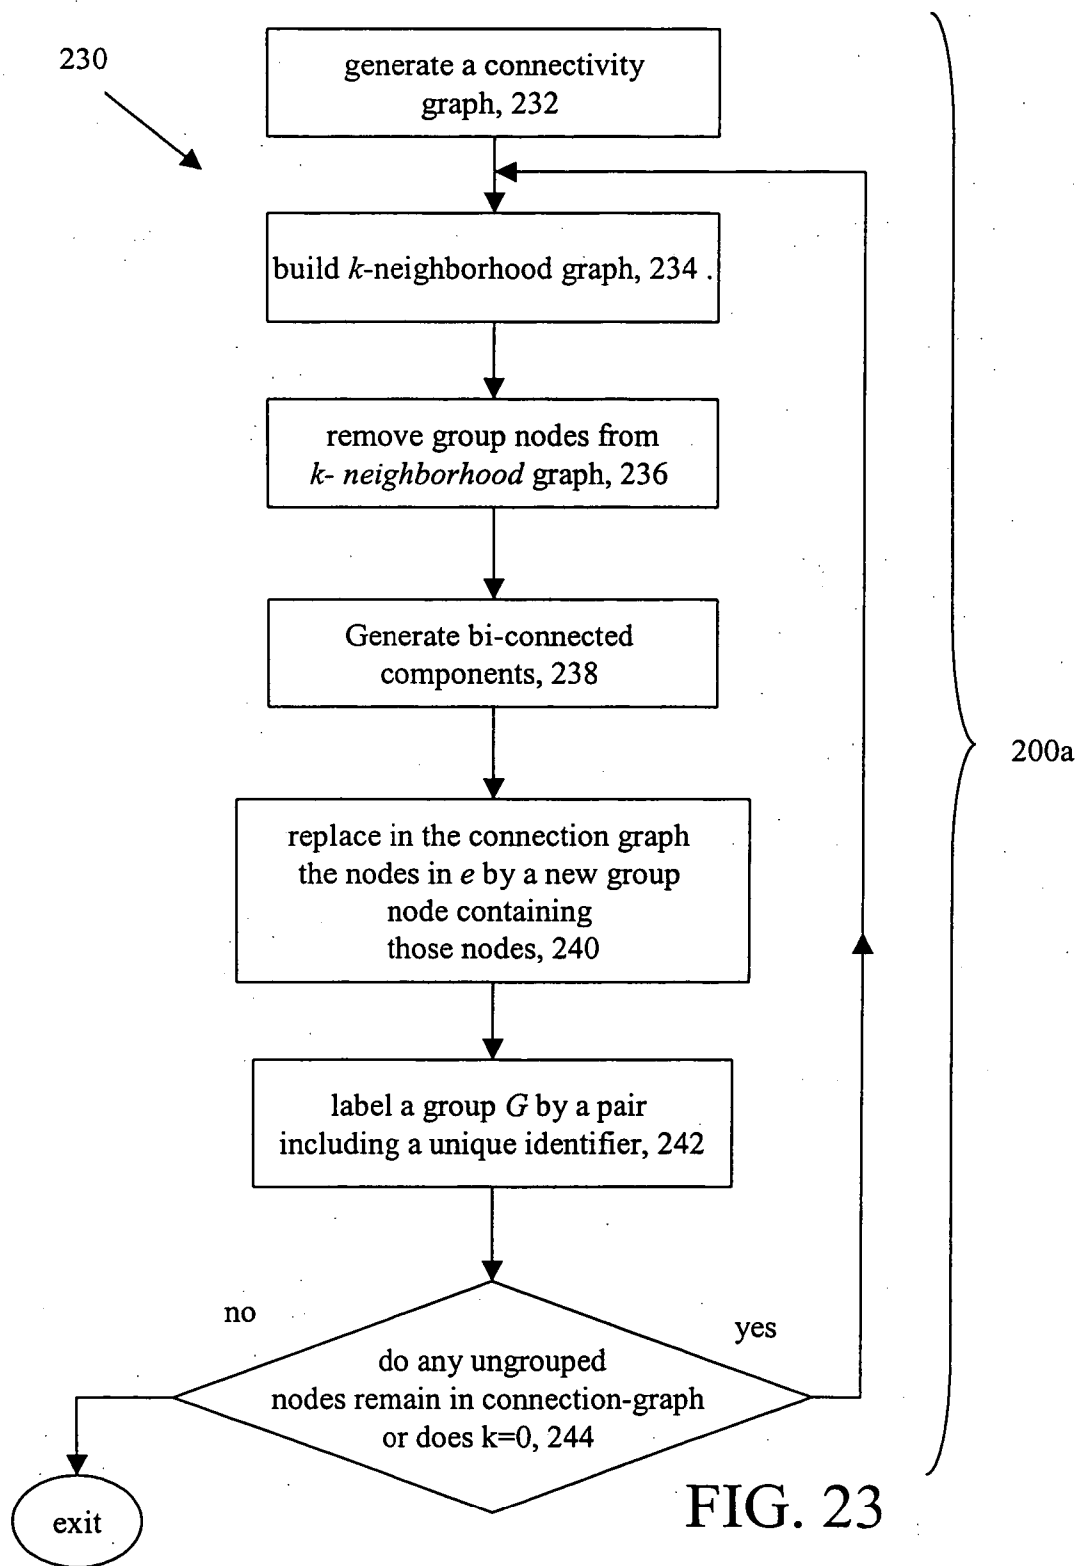 230
generate a connectivity
graph, 232
build k-neighborhood graph, 234 .
remove group nodes from
k- neighborhood graph, 236
Generate bi-connected
components, 238
200a
replace in the connection graph
the nodes in e by a new group
node containing
those nodes, 240
label a group G by a pair
including a unique identifier, 242
no
yes
do any ungrouped
nodes remain in connection-graph
or does k=0, 244
exit
FIG. 23